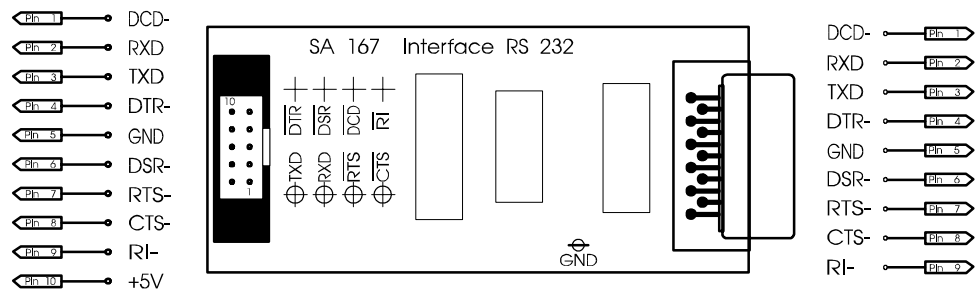 Pin 1 DCD-
Pin 2 RXD
Pin 3 TXD
Pin 4 DTR-
Pin 5 GND
Pin 6 DSR-
Pin 7 RTS-
Pin 8 CTS-
Pin 9 RI-
Pin 10 +5V
SA 167 Interface RS 232
10
1
DTR
DSR
DCD
RI
TXD
RXD
RTS
CTS
GND
DCD- Pin 1
RXD Pin 2
TXD Pin 3
DTR- Pin 4
GND Pin 5
DSR- Pin 6
RTS- Pin 7
CTS- Pin 8
RI- Pin 9